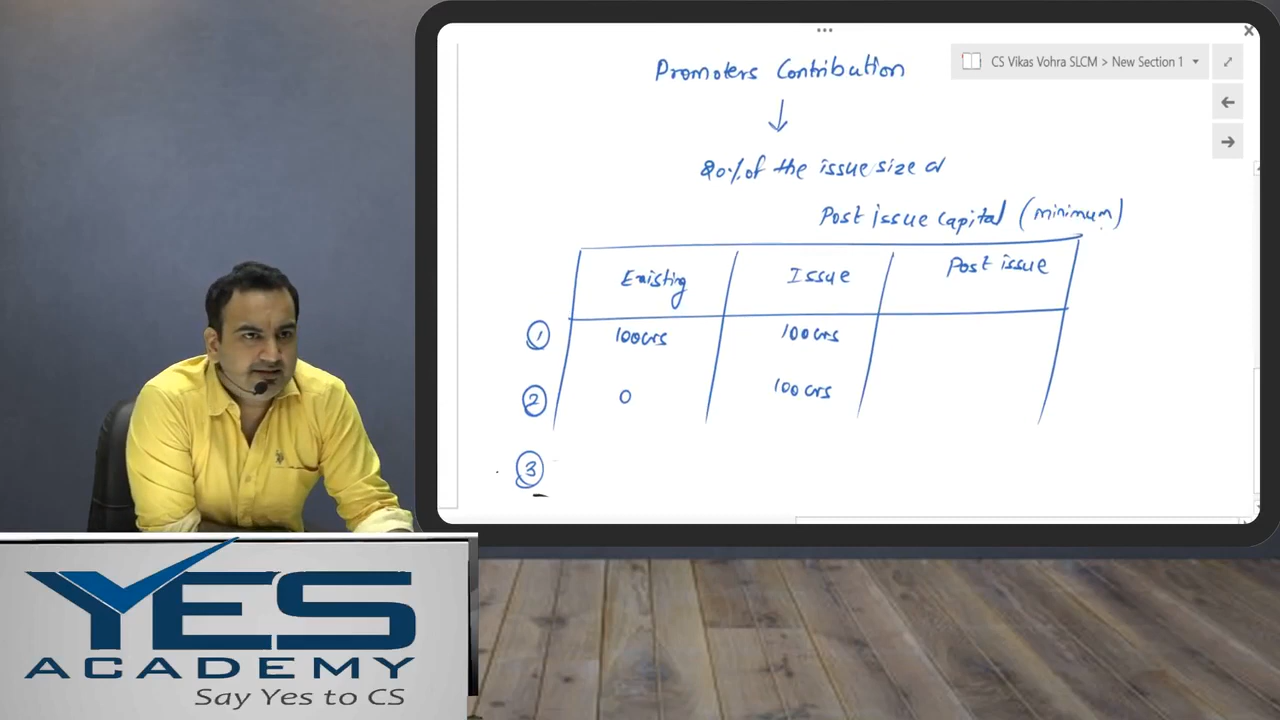 ...
CS Vikas Vohra SLCM > New Section 1
Promoters Contribution
↓
20% of the issue size or
Post issue capital (minimum)
Existing Issue Post issue
① 100crs 100crs
② 0 100crs
③
YES
ACADEMY
Say Yes to CS